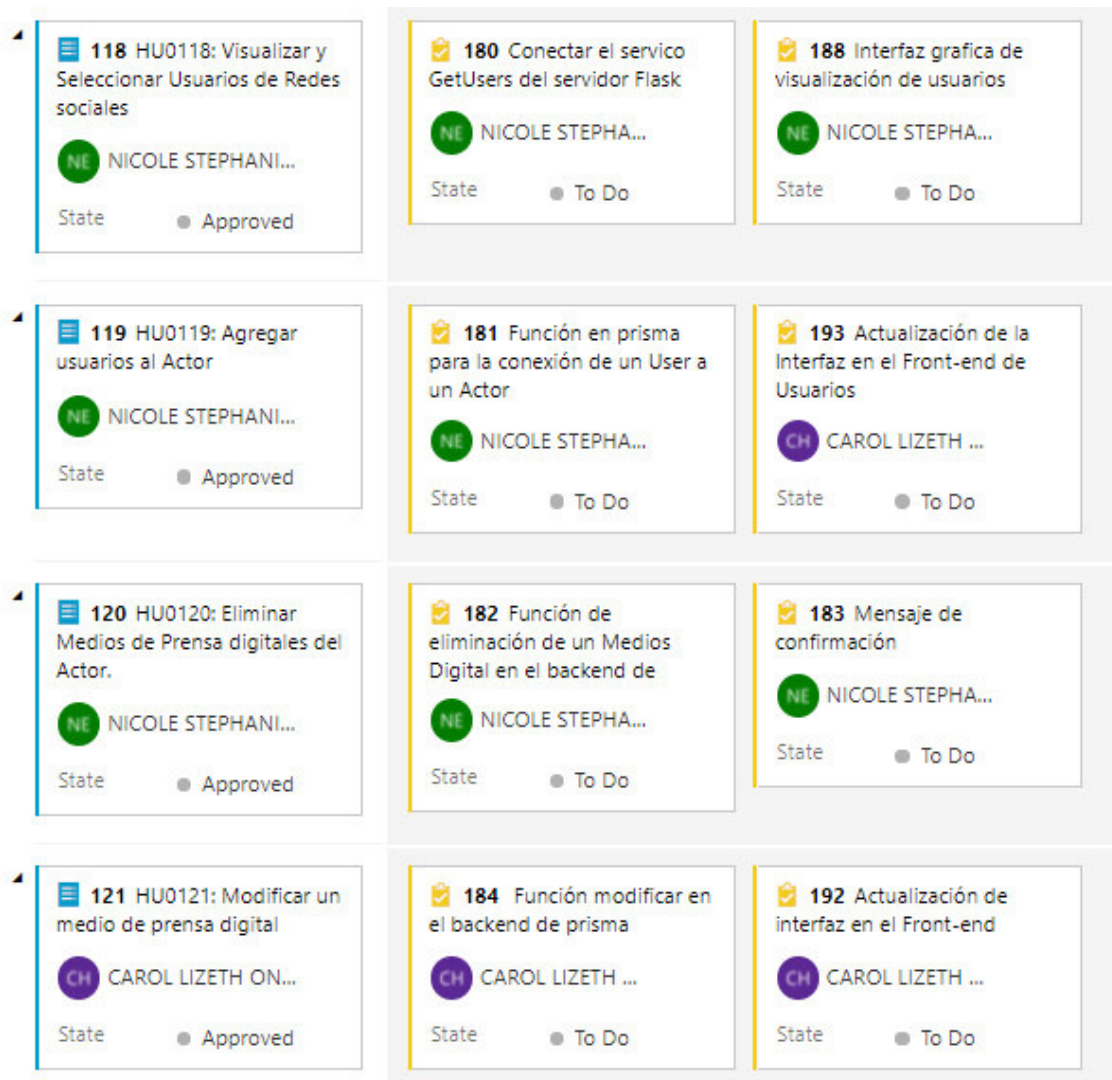 118 HU0118: Visualizar y
Seleccionar Usuarios de Redes
sociales
NE NICOLE STEPHANI...
State Approved
180 Conectar el servico
GetUsers del servidor Flask
NE NICOLE STEPHA...
State To Do
188 Interfaz grafica de
visualización de usuarios
NE NICOLE STEPHA...
State To Do
119 HU0119: Agregar
usuarios al Actor
NE NICOLE STEPHANI...
State Approved
181 Función en prisma
para la conexión de un User a
un Actor
NE NICOLE STEPHA...
State To Do
193 Actualización de la
Interfaz en el Front-end de
Usuarios
CH CAROL LIZETH ...
State To Do
120 HU0120: Eliminar
Medios de Prensa digitales del
Actor.
NE NICOLE STEPHANI...
State Approved
182 Función de
eliminación de un Medios
Digital en el backend de
NE NICOLE STEPHA...
State To Do
183 Mensaje de
confirmación
NE NICOLE STEPHA...
State To Do
121 HU0121: Modificar un
medio de prensa digital
CH CAROL LIZETH ON...
State Approved
184 Función modificar en
el backend de prisma
CH CAROL LIZETH ...
State To Do
192 Actualización de
interfaz en el Front-end
CH CAROL LIZETH ...
State To Do